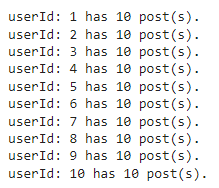 userId: 1 has 10 post(s).
userId: 2 has 10 post(s).
userId: 3 has 10 post(s).
userId: 4 has 10 post(s).
userId: 5 has 10 post(s).
userId: 6 has 10 post(s).
userId: 7 has 10 post(s).
userId: 8 has 10 post(s).
userId: 9 has 10 post(s).
userId: 10 has 10 post(s).